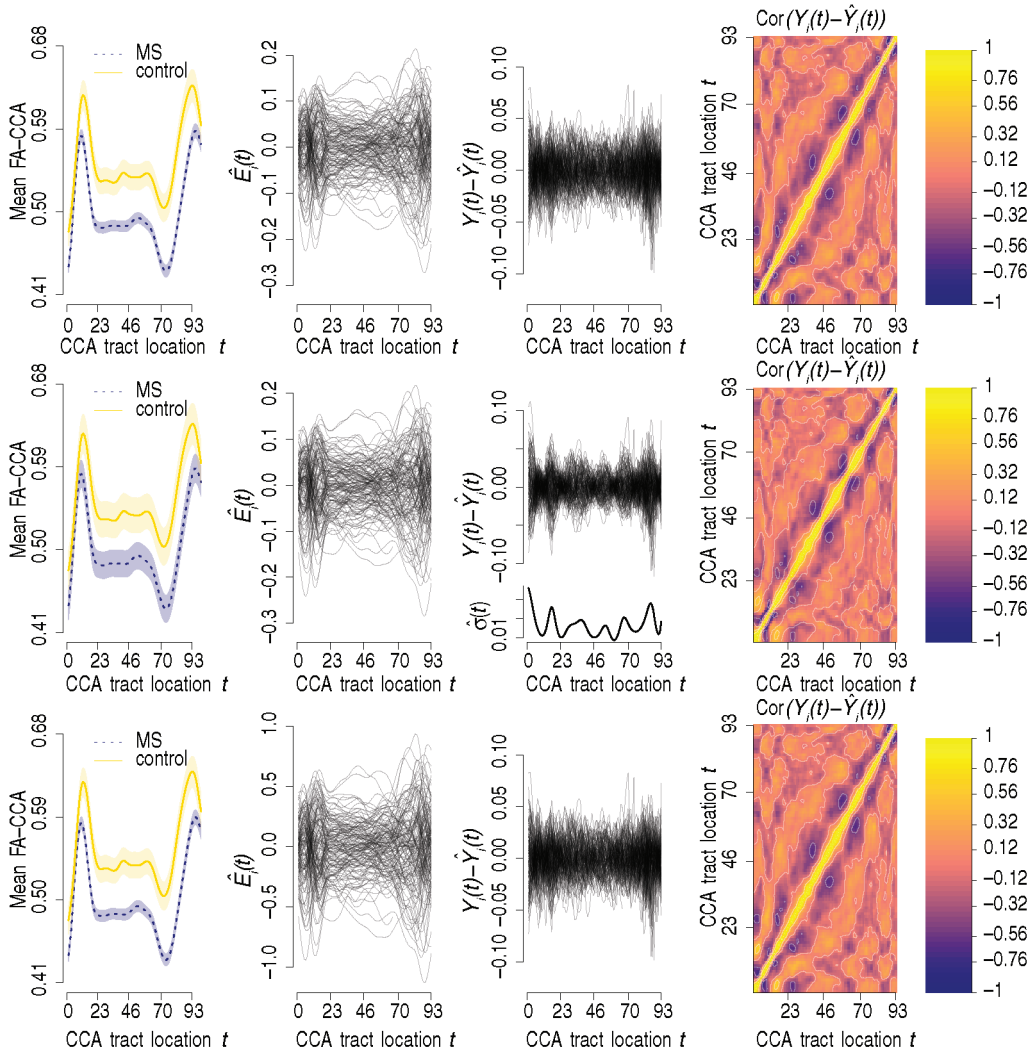 MS
control
Mean FA−CCA
0.41 0.50 0.59 0.68
0 23 46 70 93
CCA tract location t
Ê_i(t)
−0.3 −0.2 −0.1 0.0 0.1 0.2
0 23 46 70 93
Y_i(t)−Ŷ_i(t)
−0.10 −0.05 0.00 0.05 0.10
0 23 46 70 93
CCA tract location t
Cor(Y_i(t)−Ŷ_i(t))
CCA tract location t
23 46 70 93
23 46 70 93
CCA tract location t
1
0.76
0.56
0.32
0.12
−0.12
−0.32
−0.56
−0.76
−1
MS
control
Mean FA−CCA
0.41 0.50 0.59 0.68
0 23 46 70 93
CCA tract location t
Ê_i(t)
−0.3 −0.2 −0.1 0.0 0.1 0.2
0 23 46 70 93
Y_i(t)−Ŷ_i(t)
−0.10 0.00 0.10
σ̂(t)
0.01
0 23 46 70 93
CCA tract location t
Cor(Y_i(t)−Ŷ_i(t))
CCA tract location t
23 46 70 93
23 46 70 93
CCA tract location t
1
0.76
0.56
0.32
0.12
−0.12
−0.32
−0.56
−0.76
−1
MS
control
Mean FA−CCA
0.41 0.50 0.59 0.68
0 23 46 70 93
CCA tract location t
Ê_i(t)
−1.0 −0.5 0.0 0.5 1.0
0 23 46 70 93
Y_i(t)−Ŷ_i(t)
−0.10 −0.05 0.00 0.05 0.10
0 23 46 70 93
CCA tract location t
Cor(Y_i(t)−Ŷ_i(t))
CCA tract location t
23 46 70 93
23 46 70 93
CCA tract location t
1
0.76
0.56
0.32
0.12
−0.12
−0.32
−0.56
−0.76
−1